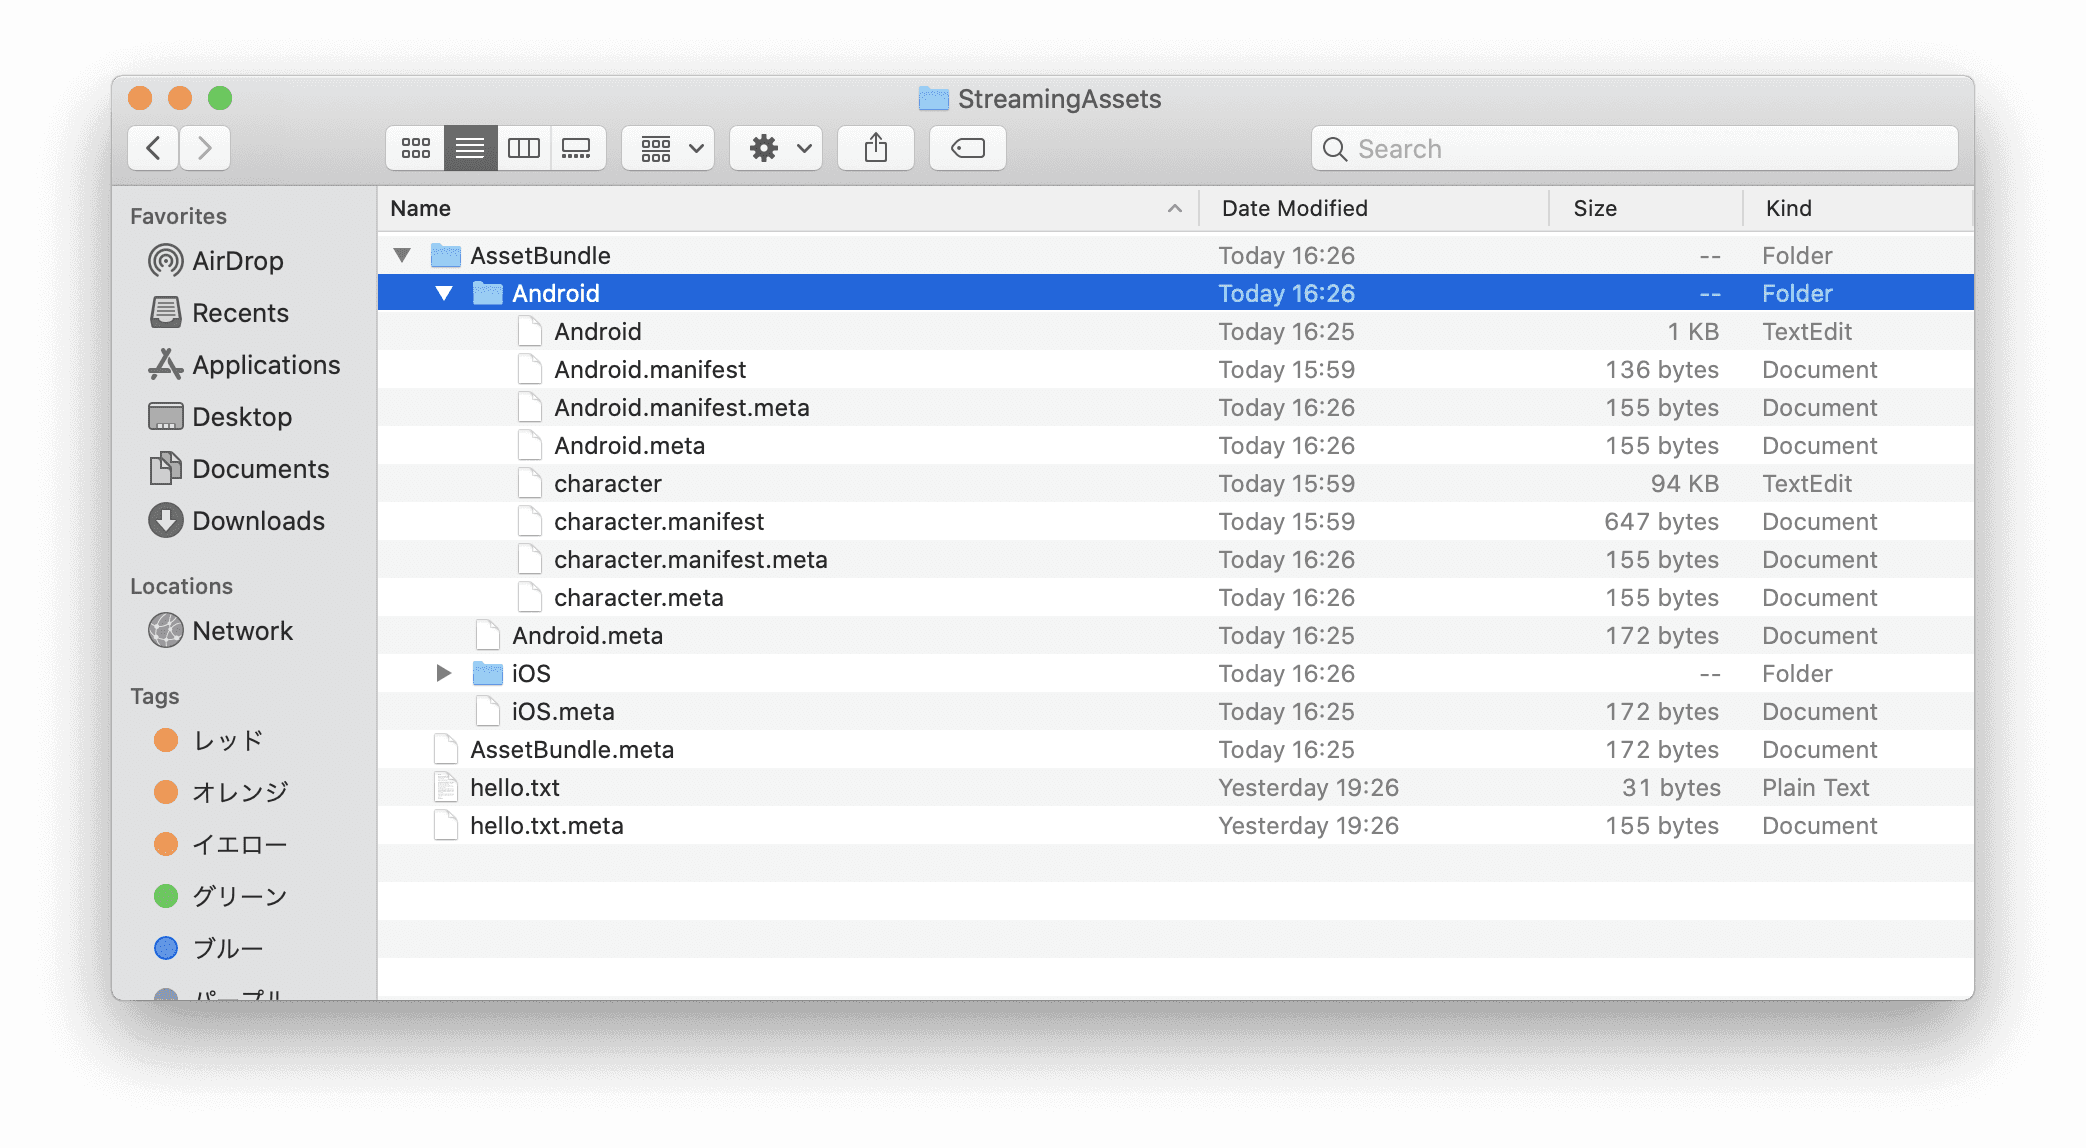 StreamingAssets
Search
Favorites
AirDrop
Recents
Applications
Desktop
Documents
Downloads
Locations
Network
Tags
レッド
オレンジ
イエロー
グリーン
ブルー
パープル
Name Date Modified Size Kind
AssetBundle Today 16:26 -- Folder
Android Today 16:26 -- Folder
Android Today 16:25 1 KB TextEdit
Android.manifest Today 15:59 136 bytes Document
Android.manifest.meta Today 16:26 155 bytes Document
Android.meta Today 16:26 155 bytes Document
character Today 15:59 94 KB TextEdit
character.manifest Today 15:59 647 bytes Document
character.manifest.meta Today 16:26 155 bytes Document
character.meta Today 16:26 155 bytes Document
Android.meta Today 16:25 172 bytes Document
iOS Today 16:26 -- Folder
iOS.meta Today 16:25 172 bytes Document
AssetBundle.meta Today 16:25 172 bytes Document
hello.txt Yesterday 19:26 31 bytes Plain Text
hello.txt.meta Yesterday 19:26 155 bytes Document